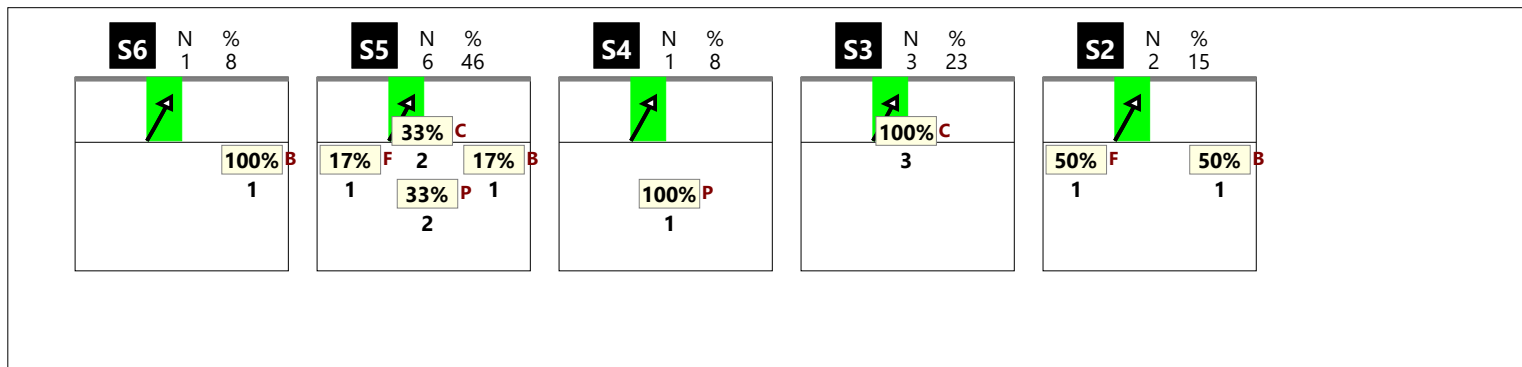 S6 N % S5 N % S4 N % S3 N % S2 N %
1 8 6 46 1 8 3 23 2 15
33% C 100% C
100% B 17% F 2 17% B 3 50% F 50% B
1 1 33% P 1 100% P 1 1
2 1